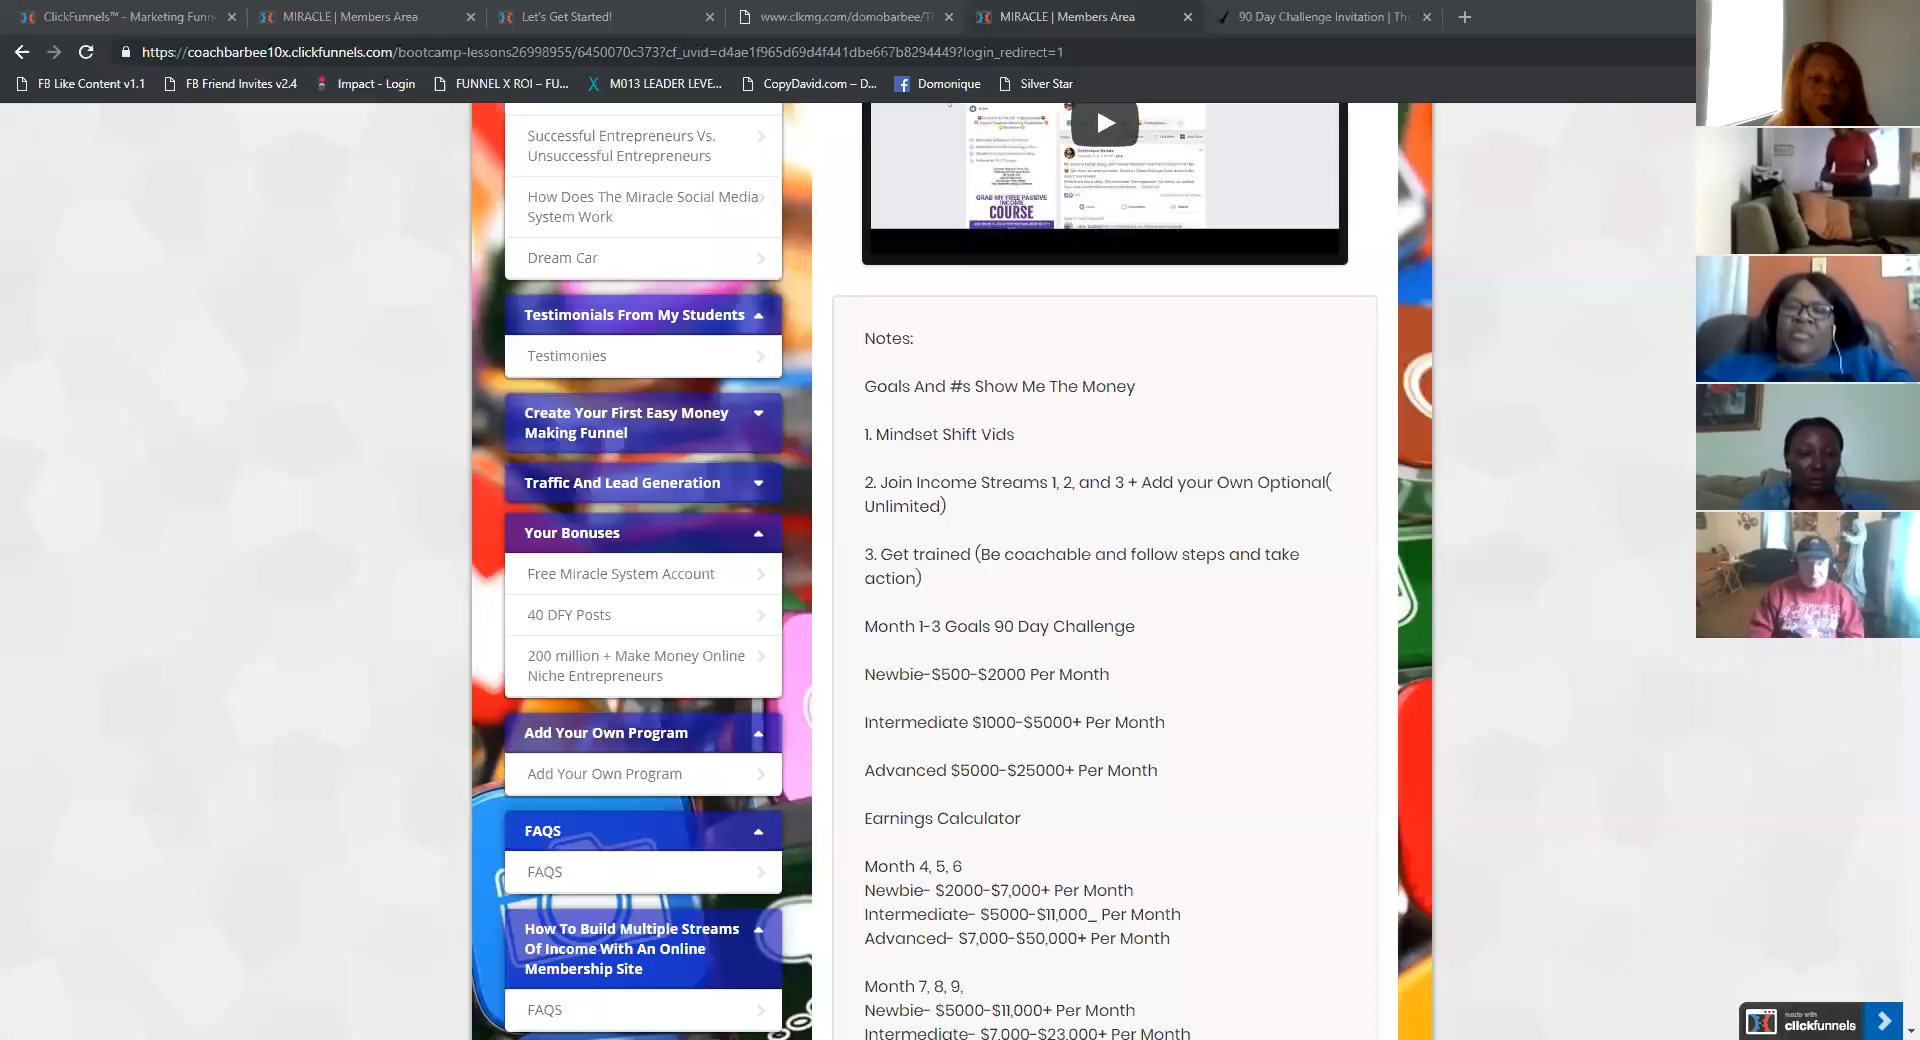 ClickFunnels™ - Marketing Funn
MIRACLE | Members Area
Let's Get Started!
www.clkmg.com/domobarbee/T
MIRACLE | Members Area
90 Day Challenge Invitation | Th
https://coachbarbee10x.clickfunnels.com/bootcamp-lessons26998955/6450070c373?cf_uvid=d4ae1f965d69d4f441dbe667b8294449?login_redirect=1
FB Like Content v1.1
FB Friend Invites v2.4
Impact - Login
FUNNEL X ROI – FU...
M013 LEADER LEVE...
CopyDavid.com – D...
Domonique
Silver Star
Successful Entrepreneurs Vs.
Unsuccessful Entrepreneurs
How Does The Miracle Social Media
System Work
Dream Car
Testimonials From My Students
Testimonies
Create Your First Easy Money
Making Funnel
Traffic And Lead Generation
Your Bonuses
Free Miracle System Account
40 DFY Posts
200 million + Make Money Online
Niche Entrepreneurs
Add Your Own Program
Add Your Own Program
FAQS
FAQS
How To Build Multiple Streams
Of Income With An Online
Membership Site
FAQS
GRAB MY FREE PASSIVE
INCOME
COURSE
Notes:
Goals And #s Show Me The Money
1. Mindset Shift Vids
2. Join Income Streams 1, 2, and 3 + Add your Own Optional(
Unlimited)
3. Get trained (Be coachable and follow steps and take
action)
Month 1-3 Goals 90 Day Challenge
Newbie-$500-$2000 Per Month
Intermediate $1000-$5000+ Per Month
Advanced $5000-$25000+ Per Month
Earnings Calculator
Month 4, 5, 6
Newbie- $2000-$7,000+ Per Month
Intermediate- $5000-$11,000_ Per Month
Advanced- $7,000-$50,000+ Per Month
Month 7, 8, 9,
Newbie- $5000-$11,000+ Per Month
Intermediate- $7,000-$23,000+ Per Month
made with
clickfunnels